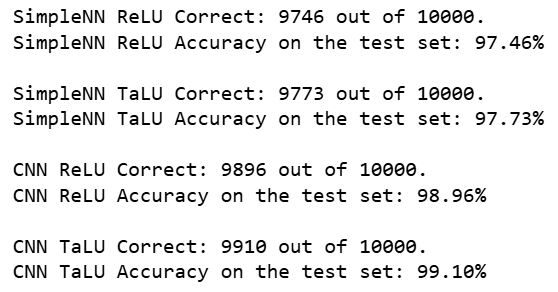 SimpleNN ReLU Correct: 9746 out of 10000.
SimpleNN ReLU Accuracy on the test set: 97.46%
SimpleNN TaLU Correct: 9773 out of 10000.
SimpleNN TaLU Accuracy on the test set: 97.73%
CNN ReLU Correct: 9896 out of 10000.
CNN ReLU Accuracy on the test set: 98.96%
CNN TaLU Correct: 9910 out of 10000.
CNN TaLU Accuracy on the test set: 99.10%